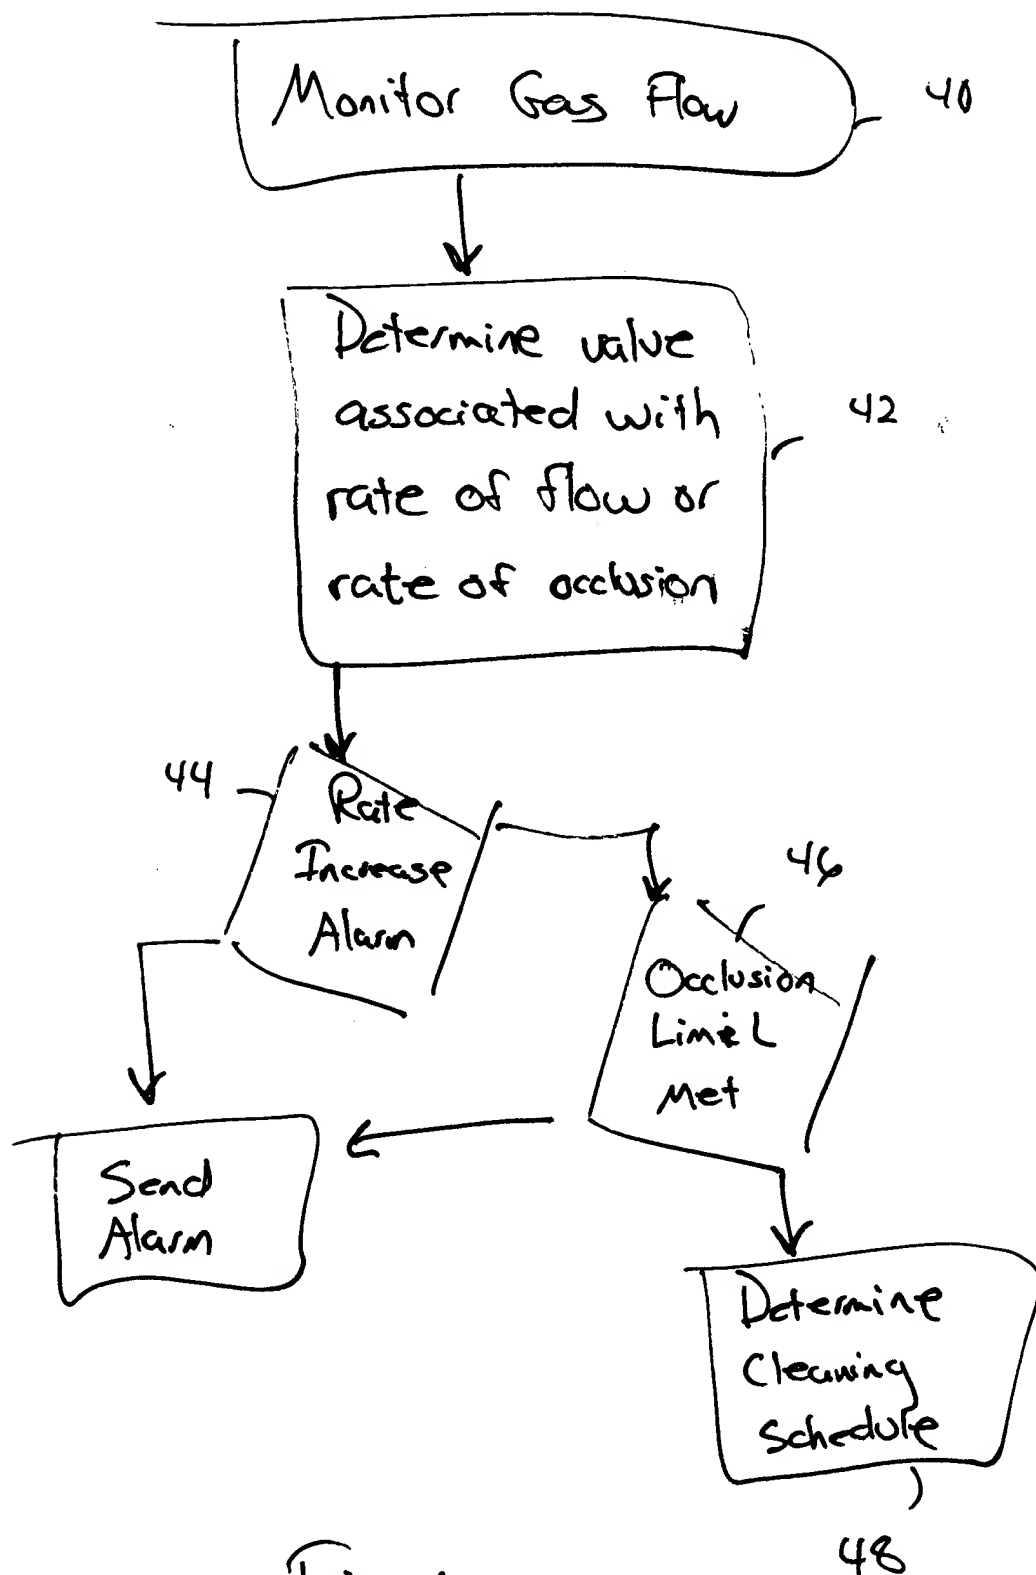 Monitor Gas Flow
40
Determine value
associated with
rate of flow or
rate of occlusion
42
44
Rate
Increase
Alarm
46
Occlusion
Limit
Met
Send
Alarm
Determine
Cleaning
Schedule
48